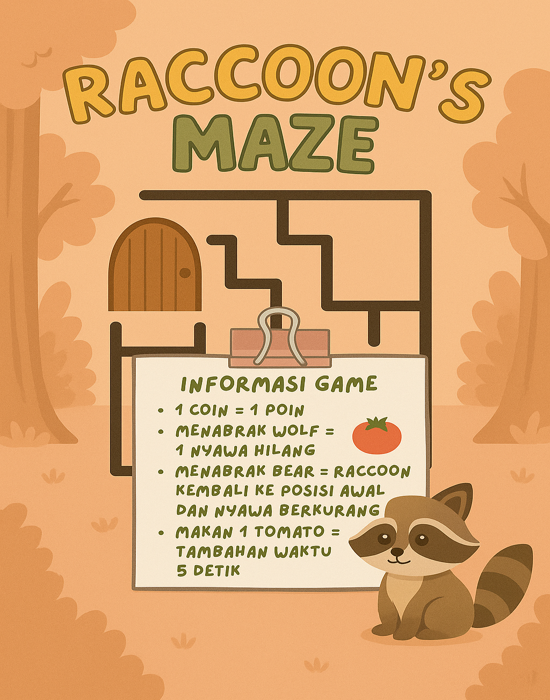 RACCOON'S
MAZE
INFORMASI GAME
• 1 COIN = 1 POIN
• MENABRAK WOLF =
1 NYAWA HILANG
• MENABRAK BEAR = RACCOON
KEMBALI KE POSISI AWAL
DAN NYAWA BERKURANG
• MAKAN 1 TOMATO =
TAMBAHAN WAKTU
5 DETIK